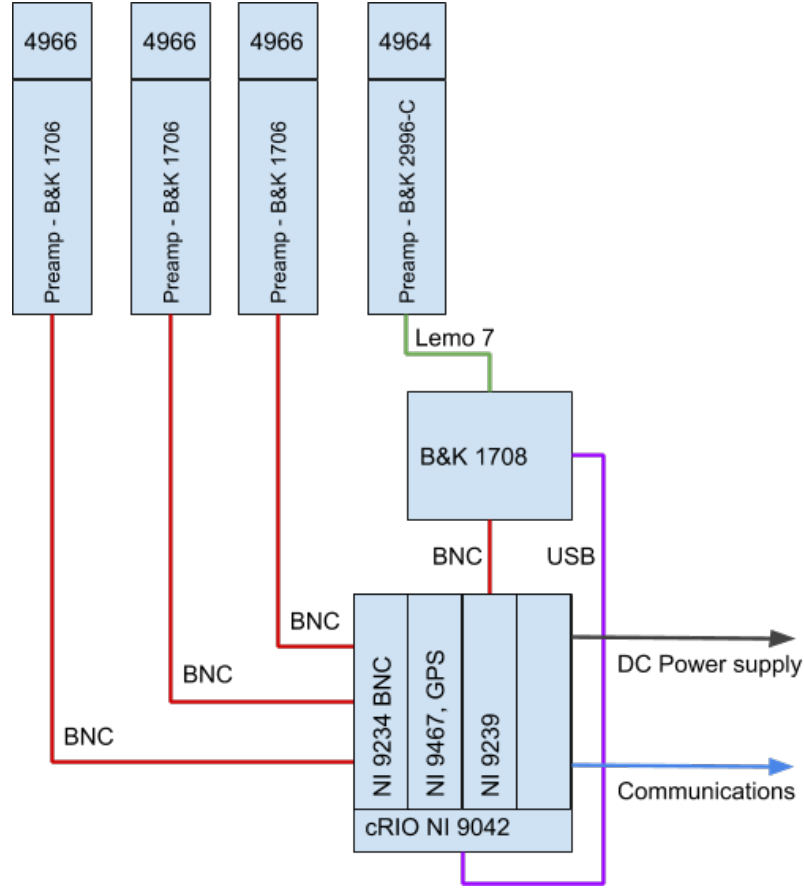 4966
4966
4966
4964
Preamp - B&K 1706
Preamp - B&K 1706
Preamp - B&K 1706
Preamp - B&K 2996-C
Lemo 7
B&K 1708
BNC
USB
BNC
BNC
BNC
NI 9234 BNC
NI 9467, GPS
NI 9239
DC Power supply
Communications
cRIO NI 9042